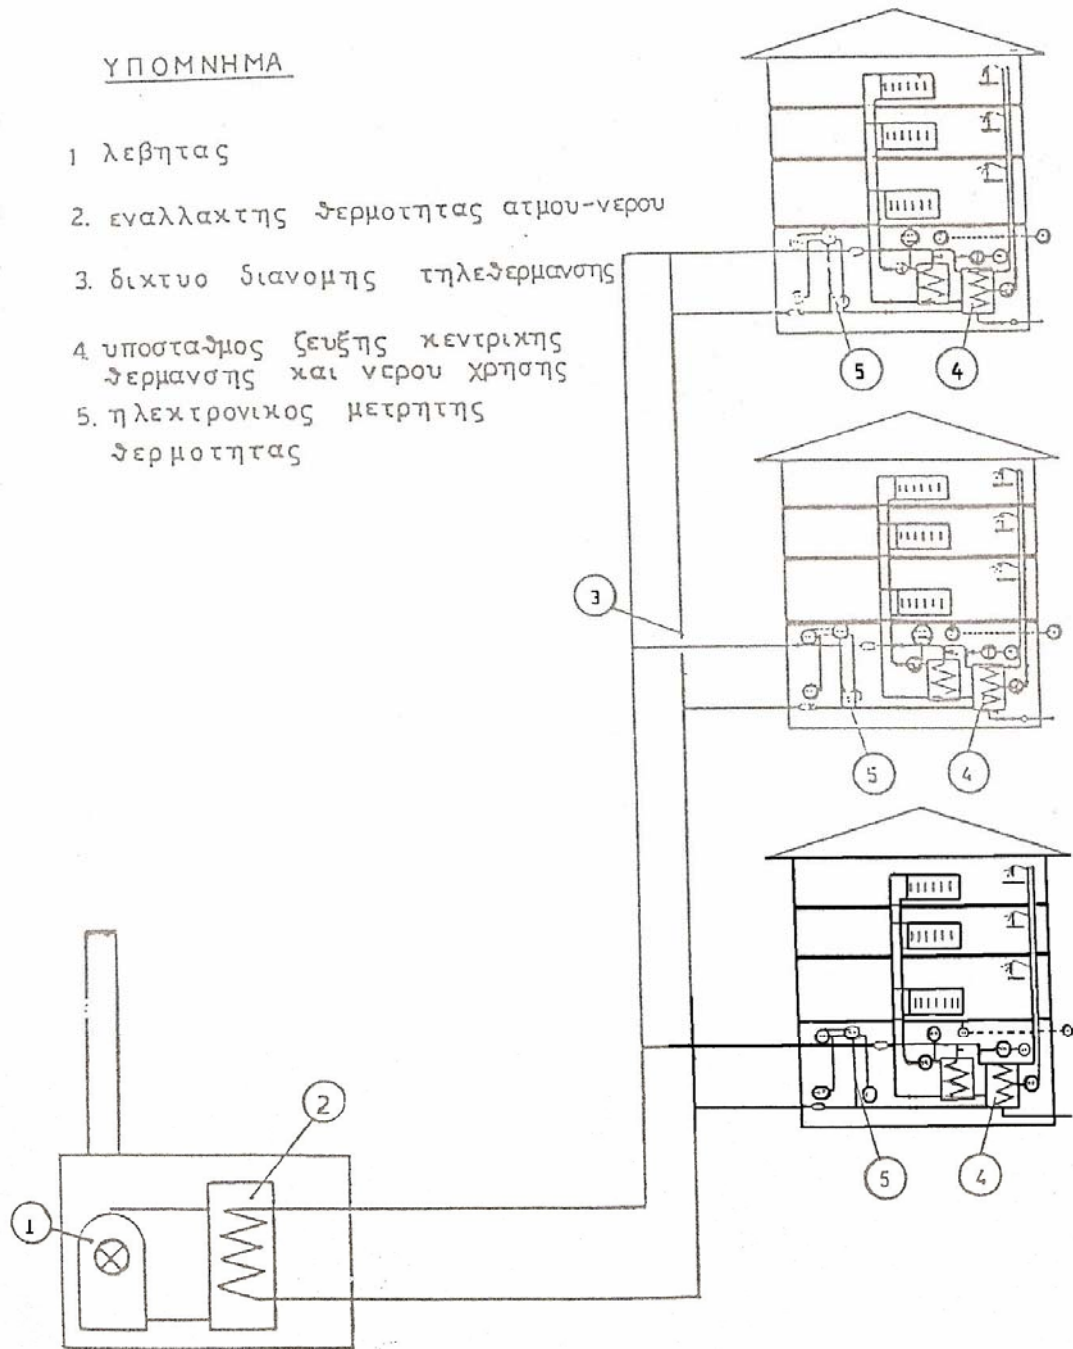 ΥΠΟΜΝΗΜΑ
1 λεβητας
2. εναλλακτης θερμοτητας ατμου-νερου
3. δικτυο διανομης τηλεθερμανσης
4 υποσταθμος ζευξης κεντρικης
θερμανσης και νερου χρησης
5. ηλεκτρονικος μετρητης
θερμοτητας
5
4
3
5
4
5
4
2
1